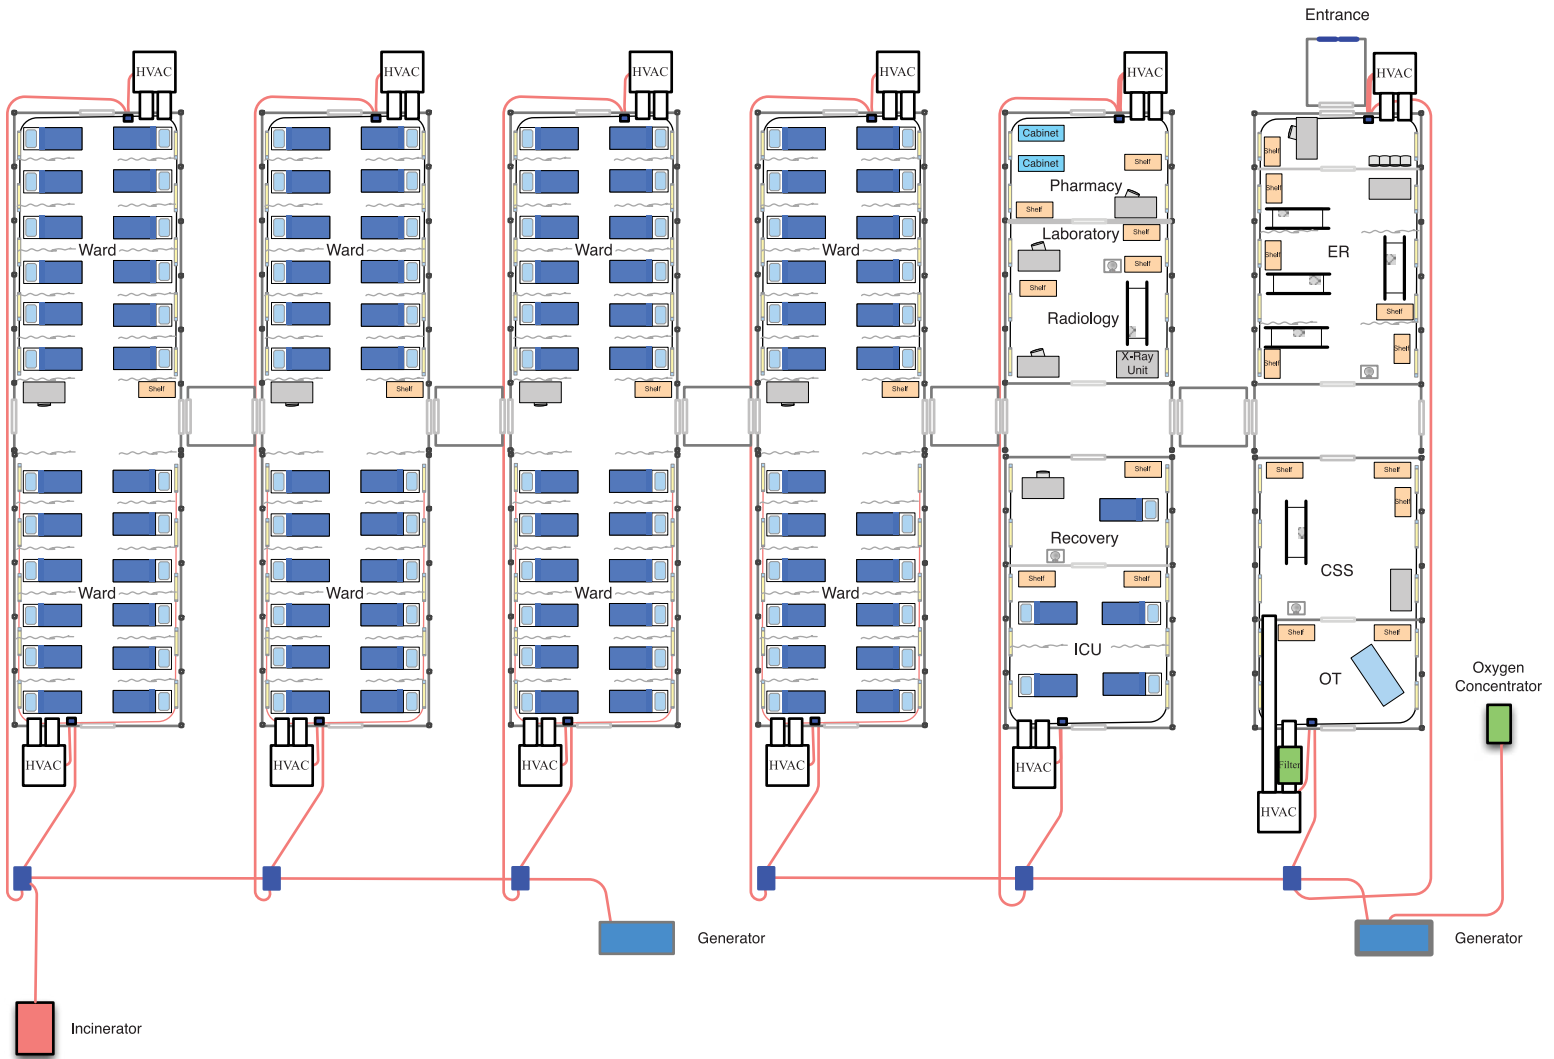 Entrance
HVAC
HVAC
HVAC
HVAC
HVAC
HVAC
Cabinet
Cabinet
Shelf
Pharmacy
Shelf
Laboratory
Shelf
Shelf
Shelf
Radiology
X-Ray
Unit
Shelf
Shelf
Shelf
ER
Shelf
Shelf
Shelf
Ward
Ward
Ward
Ward
Shelf
Shelf
Shelf
Shelf
Shelf
Recovery
Shelf
Shelf
ICU
Shelf
Shelf
Shelf
CSS
Shelf
Shelf
OT
Ward
Ward
Ward
Ward
Oxygen
Concentrator
HVAC
HVAC
HVAC
HVAC
HVAC
Filter
HVAC
Generator
Generator
Incinerator